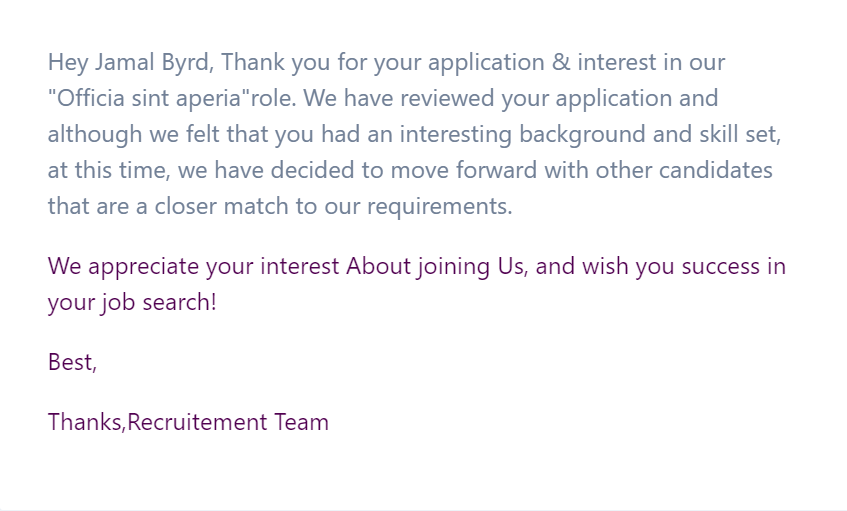 Hey Jamal Byrd, Thank you for your application & interest in our
"Officia sint aperia"role. We have reviewed your application and
although we felt that you had an interesting background and skill set,
at this time, we have decided to move forward with other candidates
that are a closer match to our requirements.
We appreciate your interest About joining Us, and wish you success in
your job search!
Best,
Thanks,Recruitement Team